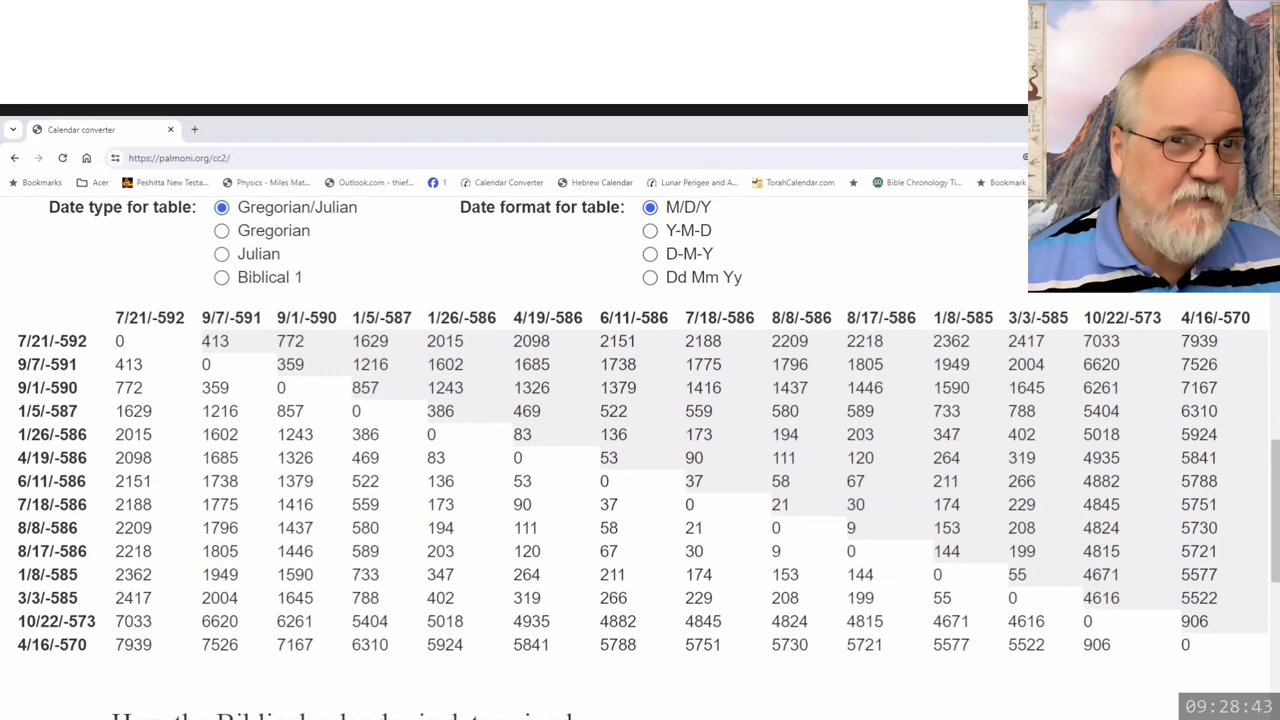 Calendar converter
https://palmoni.org/cc2/
Bookmarks Acer Peshitta New Testa... Physics - Miles Mat... Outlook.com - thief... 1 Calendar Converter Hebrew Calendar Lunar Perigee and A... TorahCalendar.com Bible Chronology Ti... Bookmark
Date type for table: Gregorian/Julian Date format for table: M/D/Y
Gregorian Y-M-D
Julian D-M-Y
Biblical 1 Dd Mm Yy
7/21/-592 9/7/-591 9/1/-590 1/5/-587 1/26/-586 4/19/-586 6/11/-586 7/18/-586 8/8/-586 8/17/-586 1/8/-585 3/3/-585 10/22/-573 4/16/-570
7/21/-592 0 413 772 1629 2015 2098 2151 2188 2209 2218 2362 2417 7033 7939
9/7/-591 413 0 359 1216 1602 1685 1738 1775 1796 1805 1949 2004 6620 7526
9/1/-590 772 359 0 857 1243 1326 1379 1416 1437 1446 1590 1645 6261 7167
1/5/-587 1629 1216 857 0 386 469 522 559 580 589 733 788 5404 6310
1/26/-586 2015 1602 1243 386 0 83 136 173 194 203 347 402 5018 5924
4/19/-586 2098 1685 1326 469 83 0 53 90 111 120 264 319 4935 5841
6/11/-586 2151 1738 1379 522 136 53 0 37 58 67 211 266 4882 5788
7/18/-586 2188 1775 1416 559 173 90 37 0 21 30 174 229 4845 5751
8/8/-586 2209 1796 1437 580 194 111 58 21 0 9 153 208 4824 5730
8/17/-586 2218 1805 1446 589 203 120 67 30 9 0 144 199 4815 5721
1/8/-585 2362 1949 1590 733 347 264 211 174 153 144 0 55 4671 5577
3/3/-585 2417 2004 1645 788 402 319 266 229 208 199 55 0 4616 5522
10/22/-573 7033 6620 6261 5404 5018 4935 4882 4845 4824 4815 4671 4616 0 906
4/16/-570 7939 7526 7167 6310 5924 5841 5788 5751 5730 5721 5577 5522 906 0
09:28:43